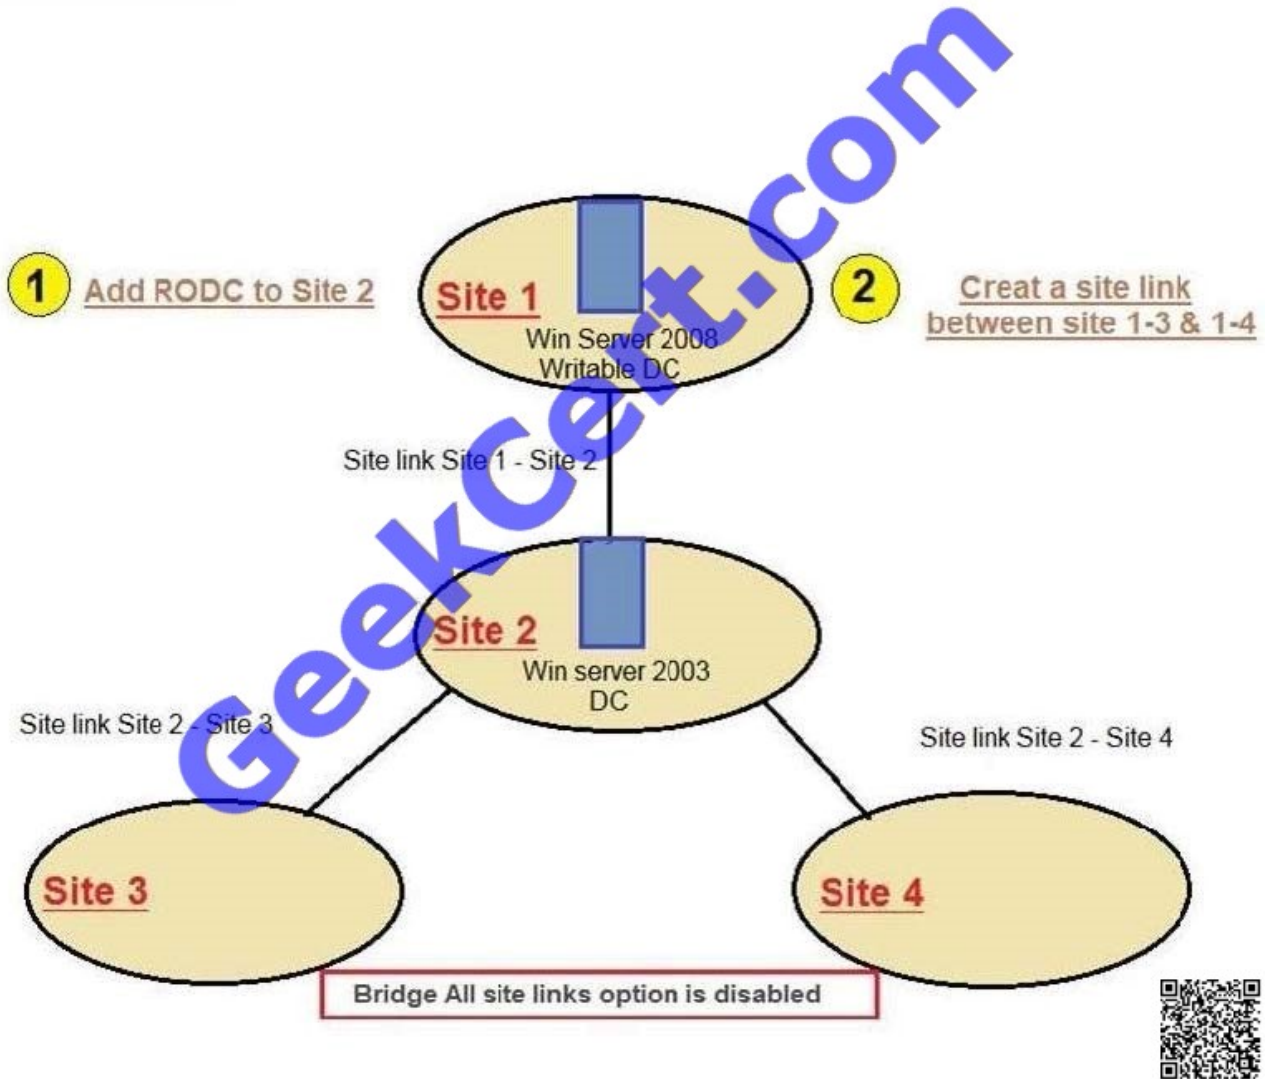 1
Add RODC to Site 2
Site 1
Win Server 2008
Writable DC
2
Creat a site link
between site 1-3 & 1-4
Site link Site 1 - Site 2
Site 2
Win server 2003
DC
Site link Site 2 - Site 3
Site link Site 2 - Site 4
Site 3
Site 4
Bridge All site links option is disabled
GeekCert.com